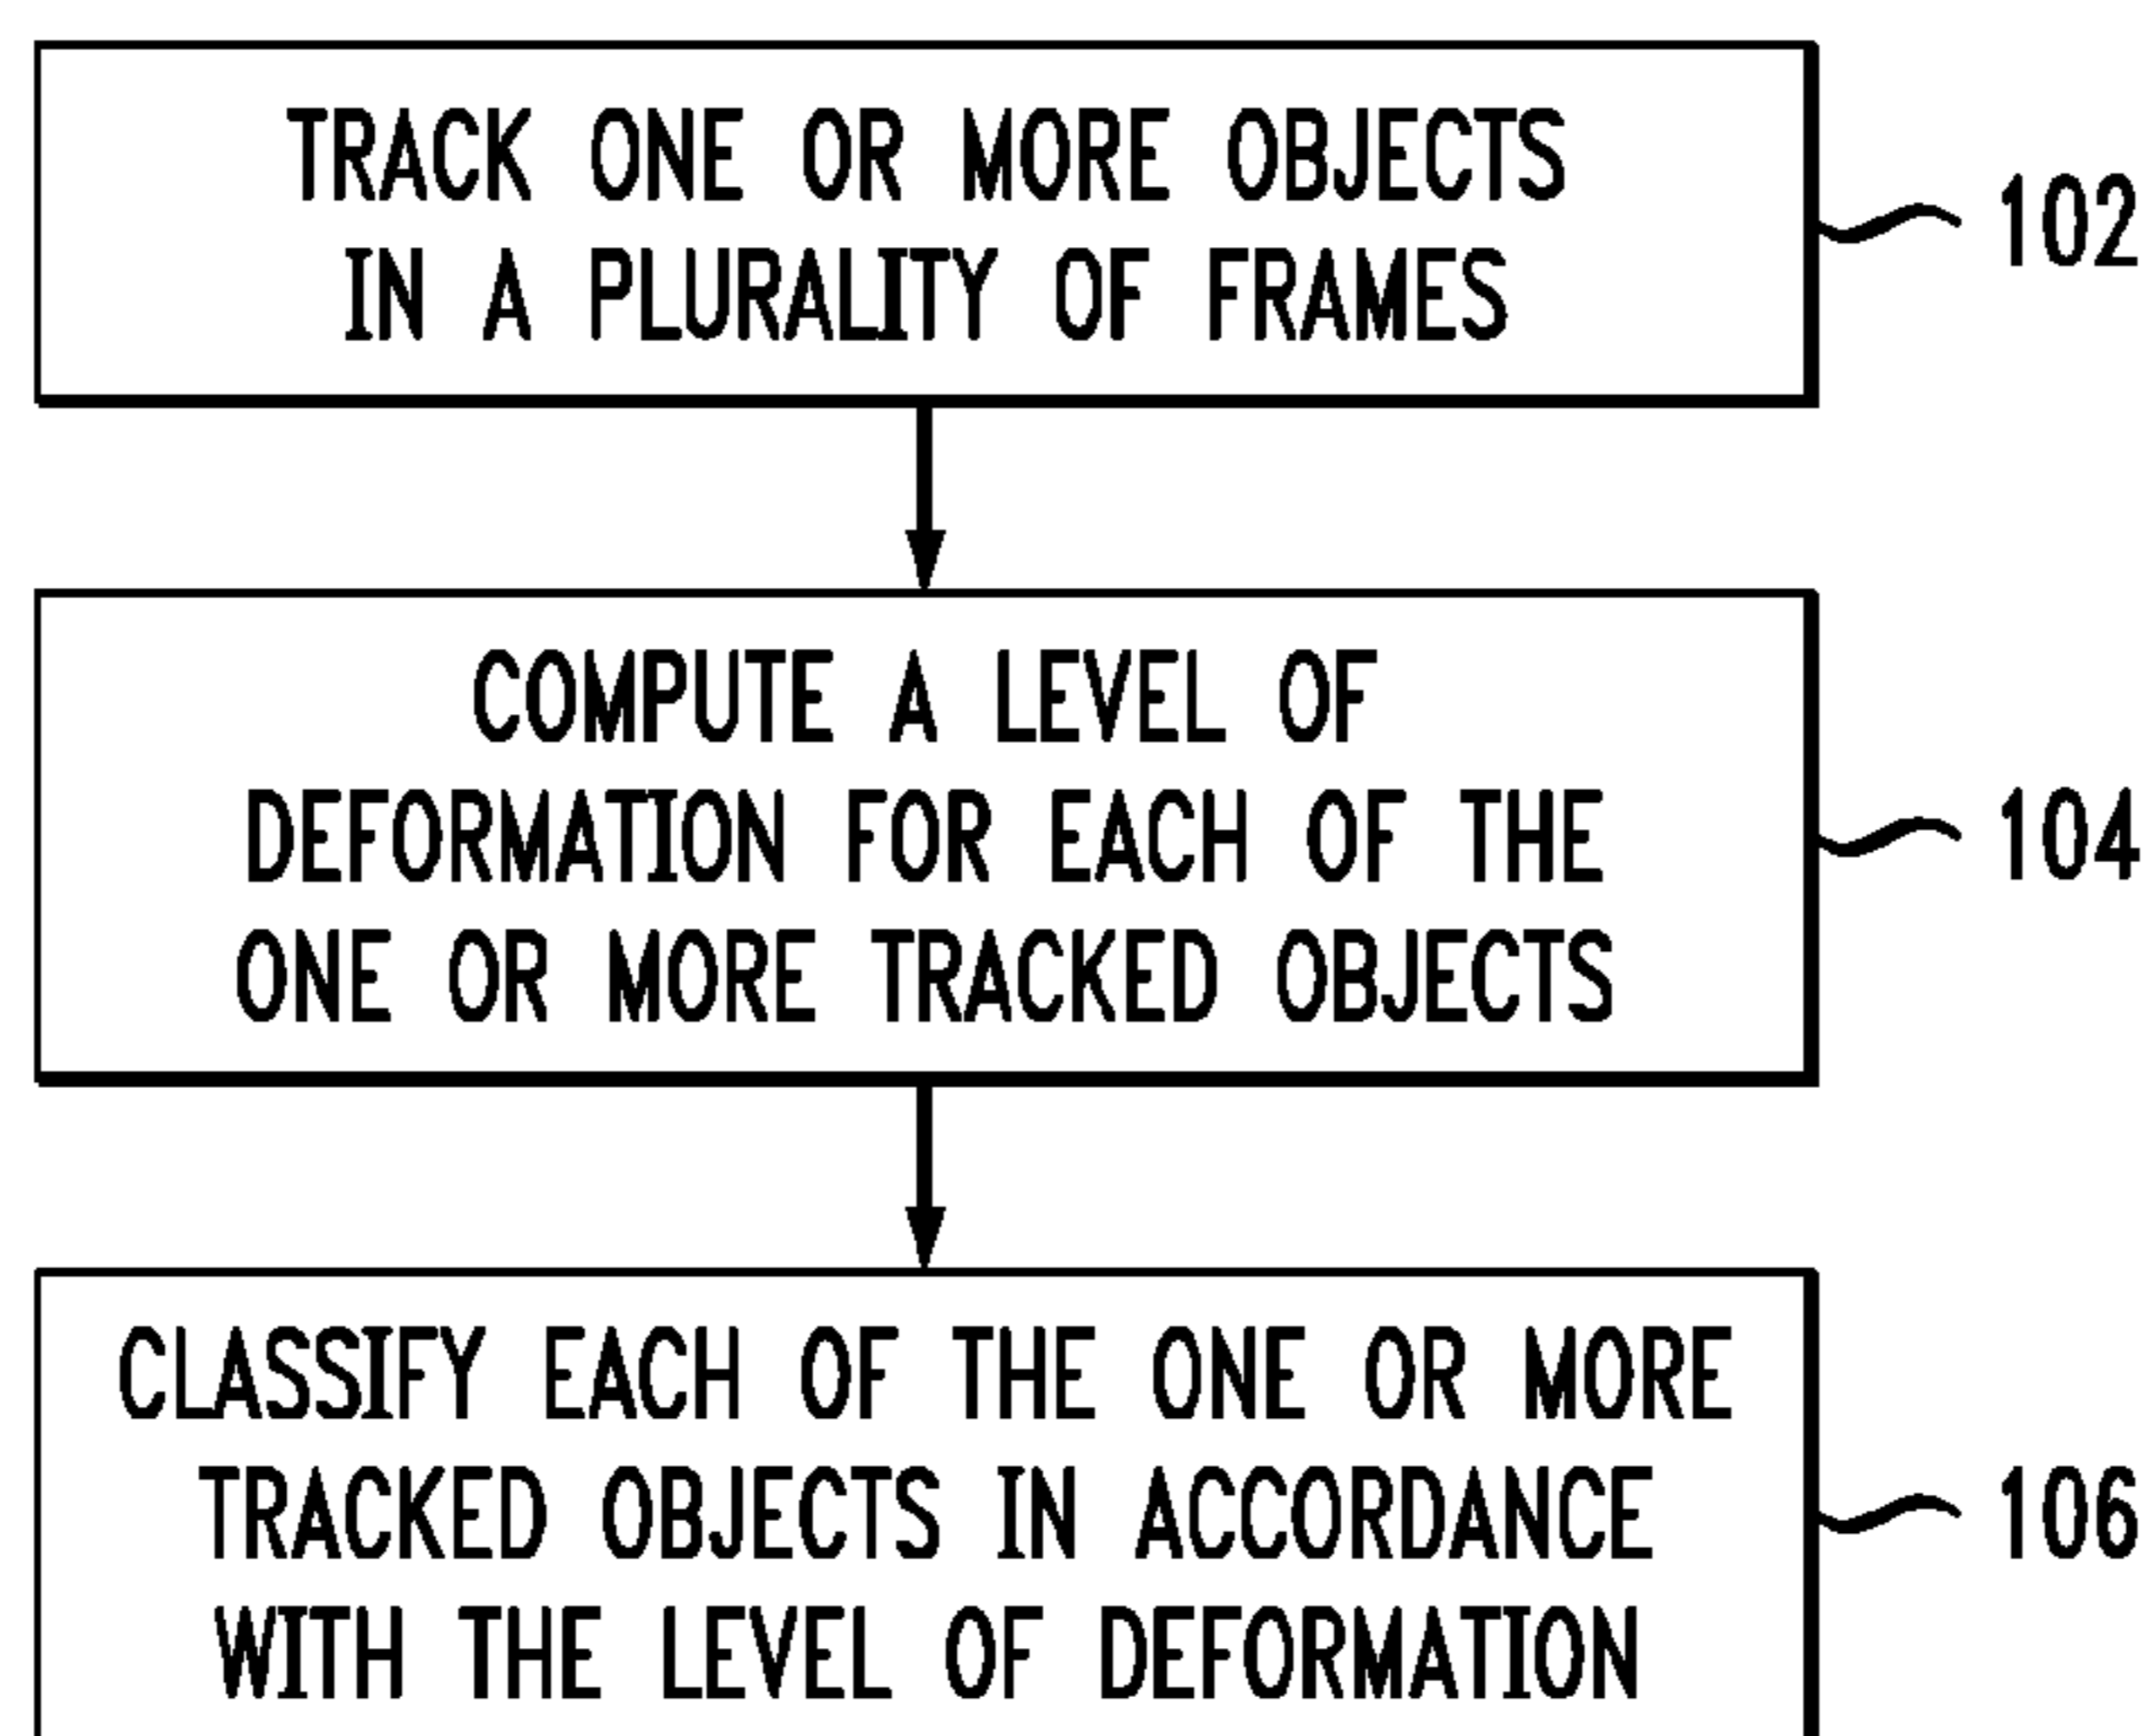 TRACK ONE OR MORE OBJECTS
IN A PLURALITY OF FRAMES
102
COMPUTE A LEVEL OF
DEFORMATION FOR EACH OF THE
ONE OR MORE TRACKED OBJECTS
104
CLASSIFY EACH OF THE ONE OR MORE
TRACKED OBJECTS IN ACCORDANCE
WITH THE LEVEL OF DEFORMATION
106